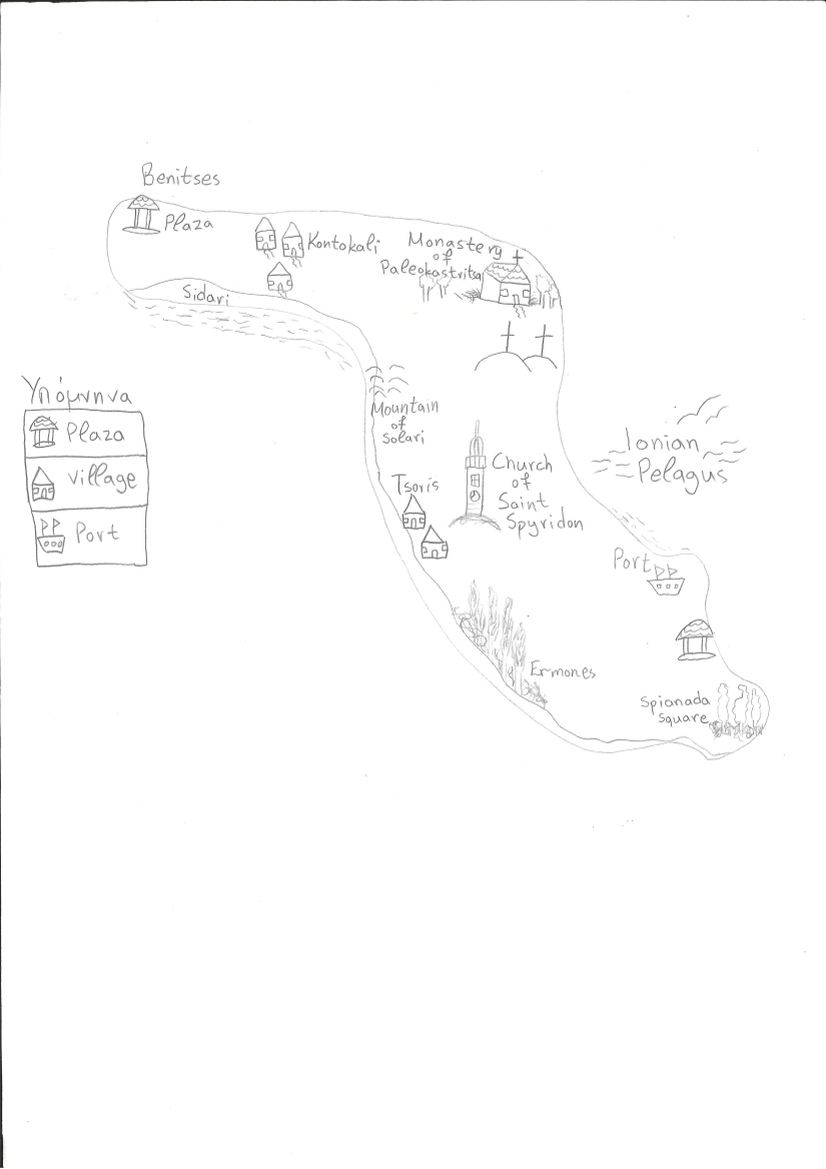 Benitses
Plaza
Kontokali
Monastery
of
Paleokastritsa
Sidari
Υπόμνηνα
Plaza
Village
Port
Mountain
of
Solari
Ionian
Pelagus
Church
of
Saint
Spyridon
Tsoris
Port
Ermones
Spianada
Square